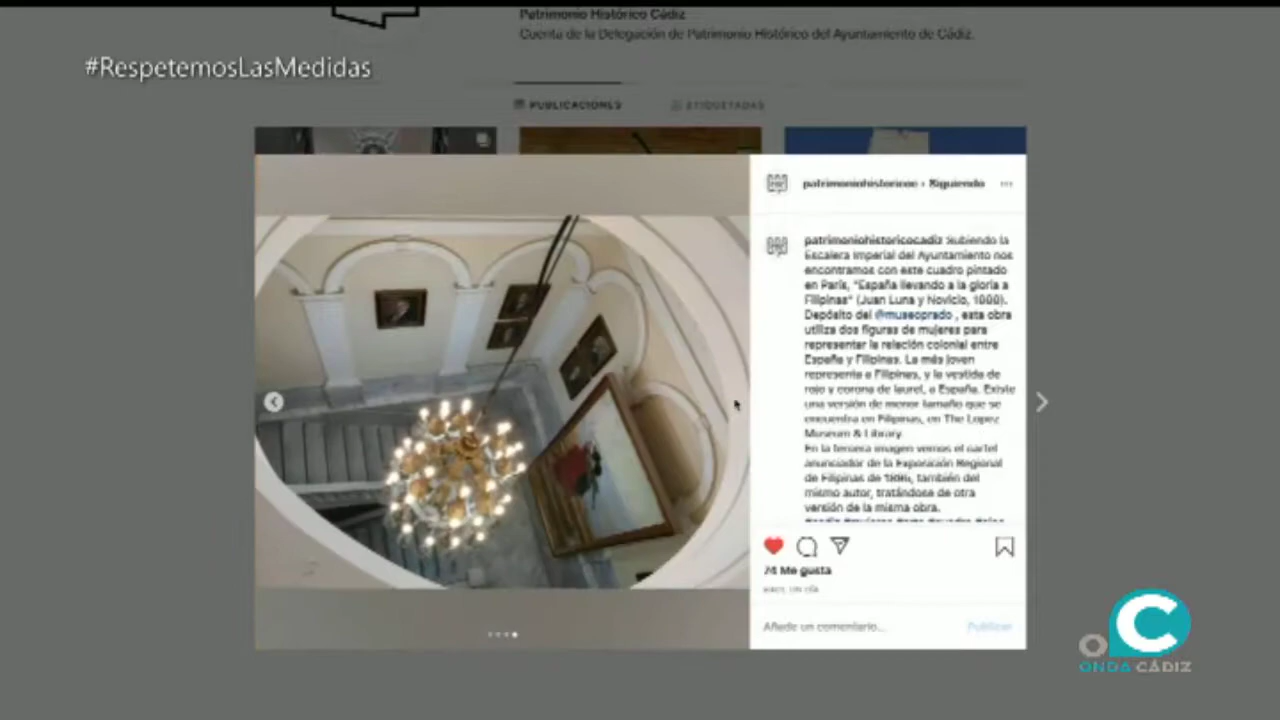 Patrimonio Histórico Cádiz
Cuenta de la Delegación de Patrimonio Histórico del Ayuntamiento de Cádiz.
#RespetemosLasMedidas
PUBLICACIONES
ETIQUETADAS
patrimoniohistoricoc • Siguiendo ...
patrimoniohistoricocadiz Subiendo la
Escalera Imperial del Ayuntamiento nos
encontramos con este cuadro pintado
en París, "España llevando a la gloria a
Filipinas" (Juan Luna y Novicio, 1888).
Depósito del @museoprado , esta obra
utiliza dos figuras de mujeres para
representar la relación colonial entre
España y Filipinas. La más joven
representa a Filipinas, y la vestida de
rojo y corona de laurel, a España. Existe
una versión de menor tamaño que se
encuentra en Filipinas, en The Lopez
Museum & Library.
En la tercera imagen vemos el cartel
anunciador de la Exposición Regional
de Filipinas de 1895, también del
mismo autor, tratándose de otra
versión de la misma obra.
74 Me gusta
HACE UN DÍA
Añade un comentario...
Publicar
ONDA CÁDIZ